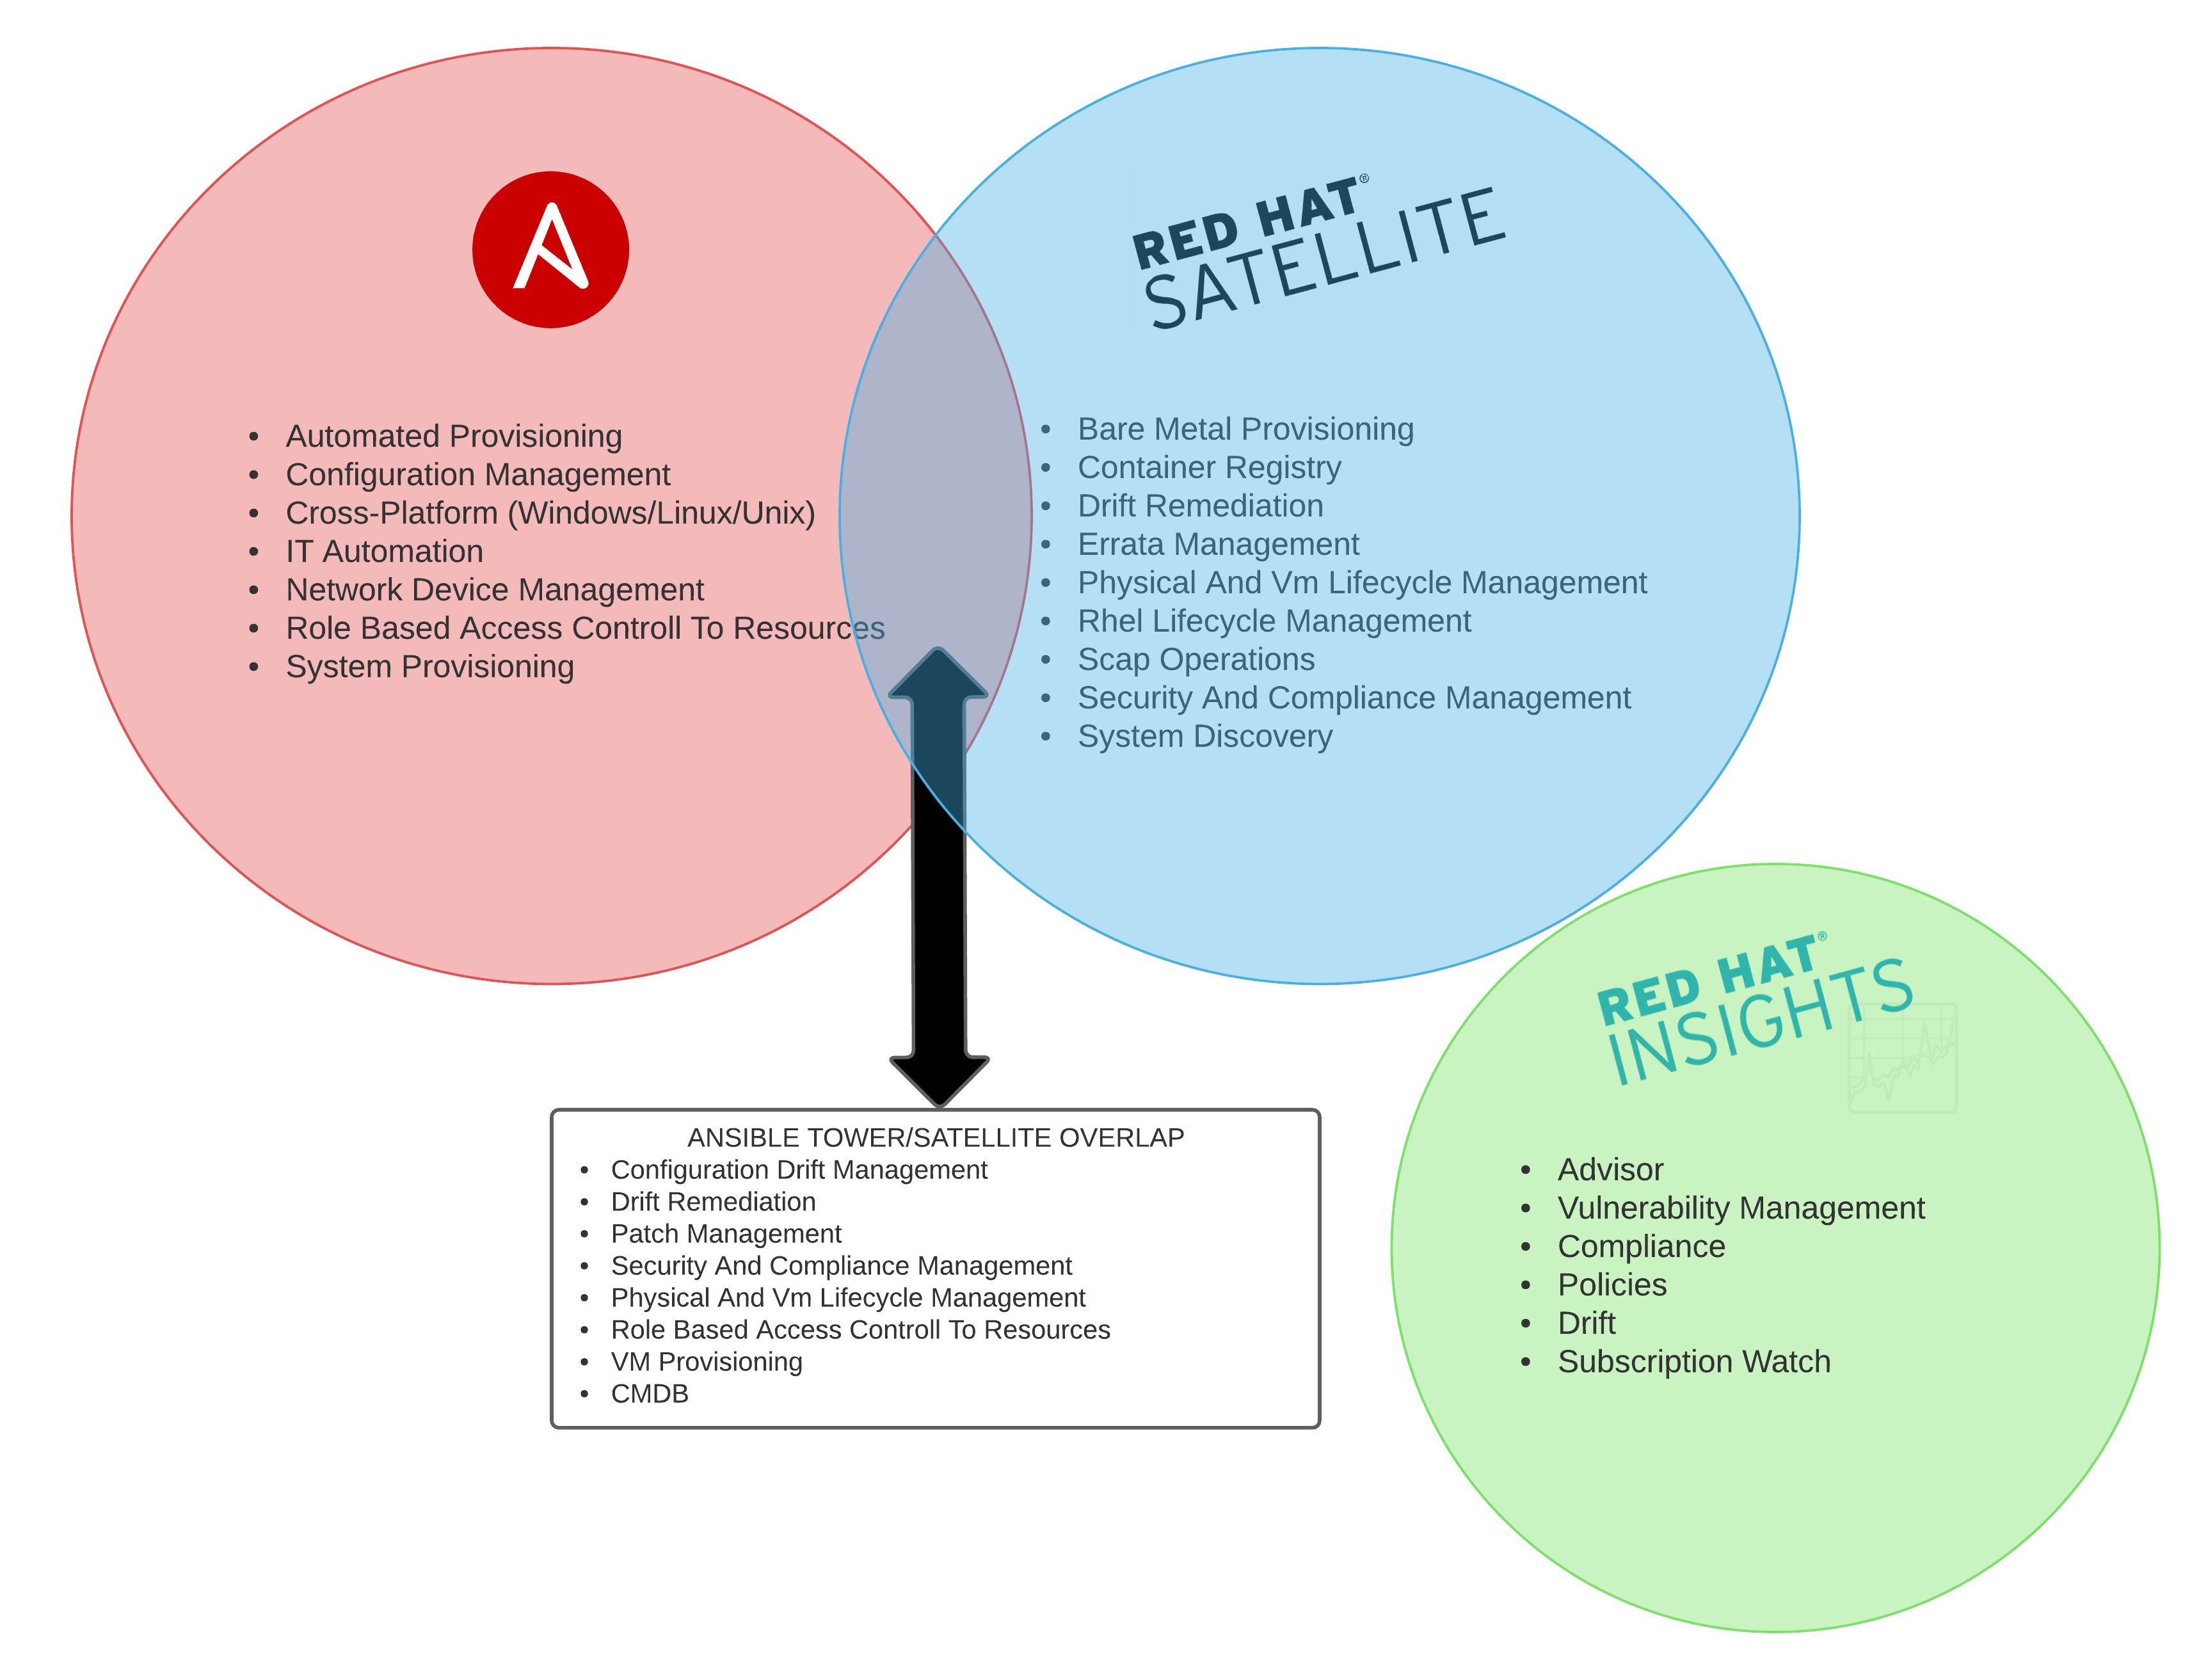 RED HAT®
SATELLITE
• Automated Provisioning
• Configuration Management
• Cross-Platform (Windows/Linux/Unix)
• IT Automation
• Network Device Management
• Role Based Access Controll To Resources
• System Provisioning
• Bare Metal Provisioning
• Container Registry
• Drift Remediation
• Errata Management
• Physical And Vm Lifecycle Management
• Rhel Lifecycle Management
• Scap Operations
• Security And Compliance Management
• System Discovery
RED HAT®
INSIGHTS
• Advisor
• Vulnerability Management
• Compliance
• Policies
• Drift
• Subscription Watch
ANSIBLE TOWER/SATELLITE OVERLAP
• Configuration Drift Management
• Drift Remediation
• Patch Management
• Security And Compliance Management
• Physical And Vm Lifecycle Management
• Role Based Access Controll To Resources
• VM Provisioning
• CMDB